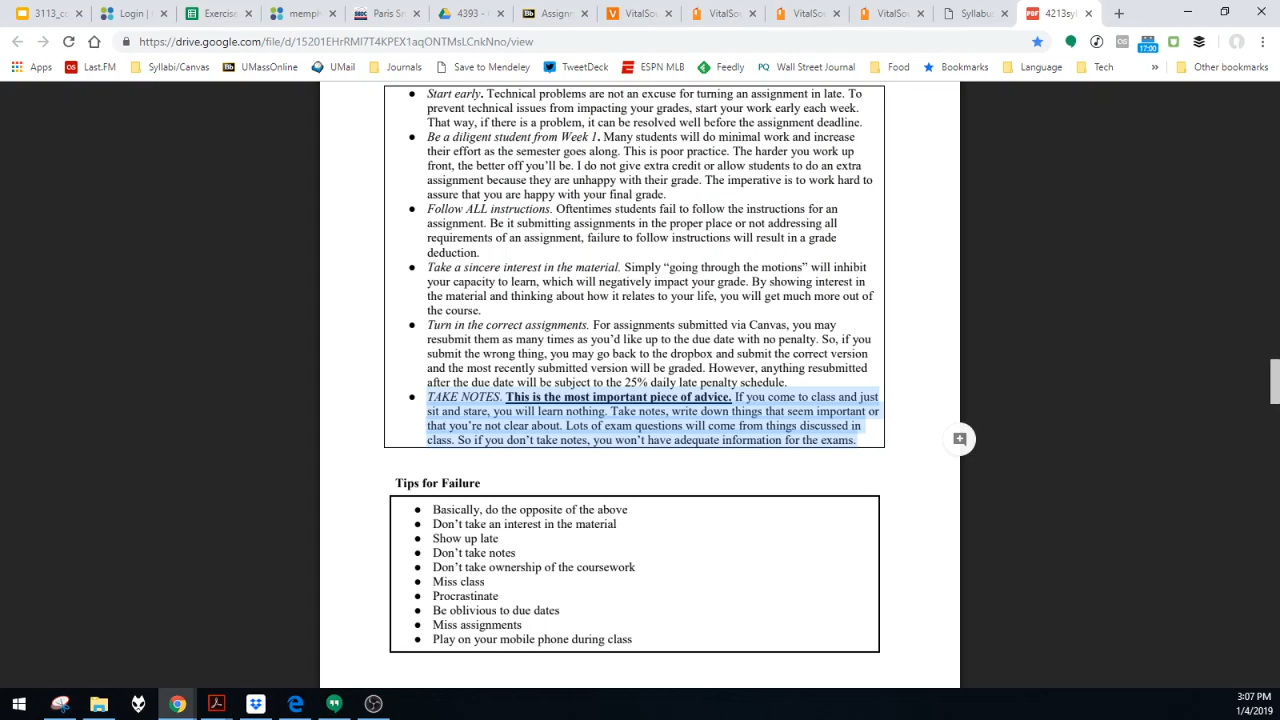 3113_c
Login
Exercise
memph
Paris Sr
4393 -
Assignr
VitalSo
VitalSo
VitalSo
VitalSo
Syllabus
4213syl
https://drive.google.com/file/d/15201EHrRMI7T4KPEX1aqONTMsLCnkNno/view
17:00
Apps
Last.FM
Syllabi/Canvas
UMassOnline
UMail
Journals
Save to Mendeley
TweetDeck
ESPN MLB
Feedly
Wall Street Journal
Food
Bookmarks
Language
Tech
»
Other bookmarks
● Start early. Technical problems are not an excuse for turning an assignment in late. To
prevent technical issues from impacting your grades, start your work early each week.
That way, if there is a problem, it can be resolved well before the assignment deadline.
● Be a diligent student from Week 1. Many students will do minimal work and increase
their effort as the semester goes along. This is poor practice. The harder you work up
front, the better off you’ll be. I do not give extra credit or allow students to do an extra
assignment because they are unhappy with their grade. The imperative is to work hard to
assure that you are happy with your final grade.
● Follow ALL instructions. Oftentimes students fail to follow the instructions for an
assignment. Be it submitting assignments in the proper place or not addressing all
requirements of an assignment, failure to follow instructions will result in a grade
deduction.
● Take a sincere interest in the material. Simply “going through the motions” will inhibit
your capacity to learn, which will negatively impact your grade. By showing interest in
the material and thinking about how it relates to your life, you will get much more out of
the course.
● Turn in the correct assignments. For assignments submitted via Canvas, you may
resubmit them as many times as you’d like up to the due date with no penalty. So, if you
submit the wrong thing, you may go back to the dropbox and submit the correct version
and the most recently submitted version will be graded. However, anything resubmitted
after the due date will be subject to the 25% daily late penalty schedule.
● TAKE NOTES. This is the most important piece of advice. If you come to class and just
sit and stare, you will learn nothing. Take notes, write down things that seem important or
that you’re not clear about. Lots of exam questions will come from things discussed in
class. So if you don’t take notes, you won’t have adequate information for the exams.
Tips for Failure
● Basically, do the opposite of the above
● Don’t take an interest in the material
● Show up late
● Don’t take notes
● Don’t take ownership of the coursework
● Miss class
● Procrastinate
● Be oblivious to due dates
● Miss assignments
● Play on your mobile phone during class
3:07 PM
1/4/2019